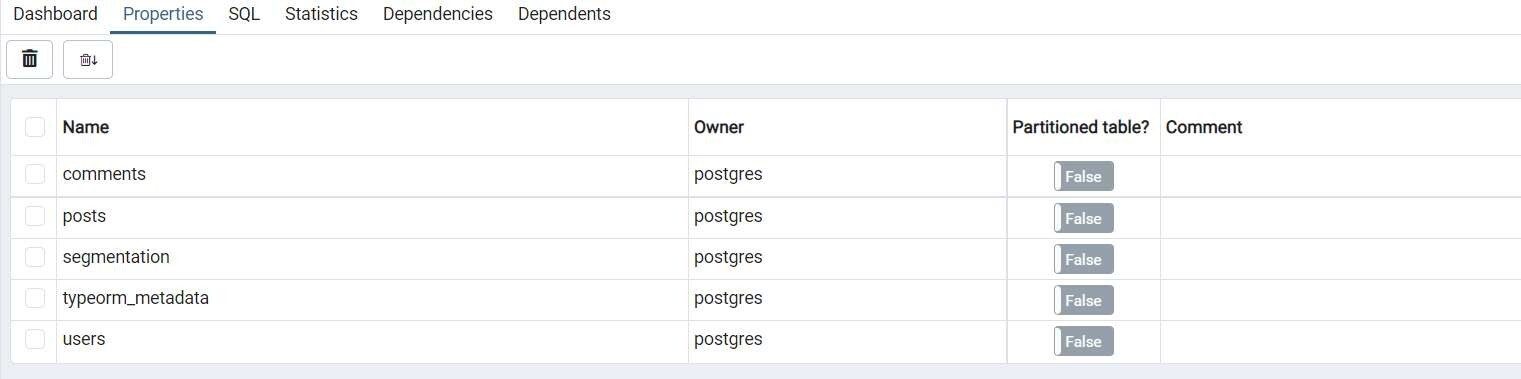 Dashboard Properties SQL Statistics Dependencies Dependents
Name Owner Partitioned table? Comment
comments postgres False
posts postgres False
segmentation postgres False
typeorm_metadata postgres False
users postgres False